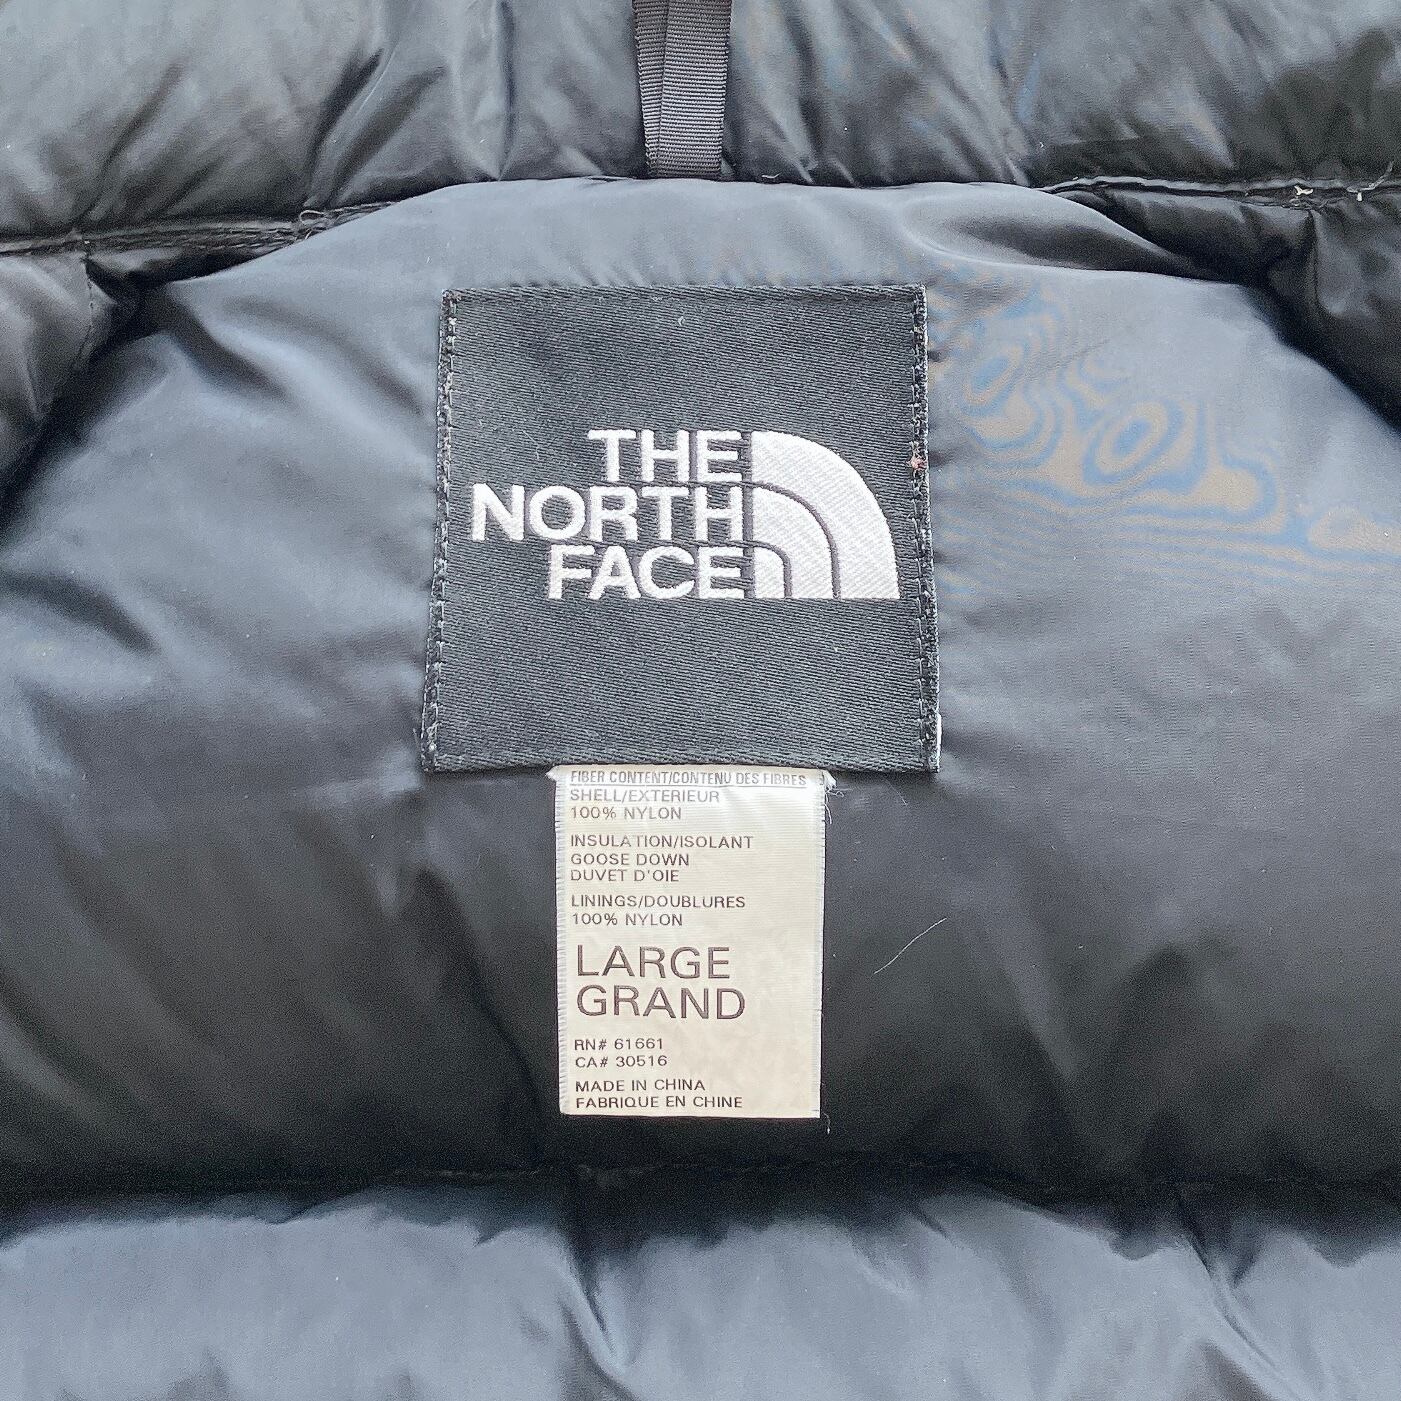 THE
NORTH
FACE
FIBER CONTENT/CONTENU DES FIBRES
SHELL/EXTERIEUR
100% NYLON
INSULATION/ISOLANT
GOOSE DOWN
DUVET D'OIE
LININGS/DOUBLURES
100% NYLON
LARGE
GRAND
RN# 61661
CA# 30516
MADE IN CHINA
FABRIQUE EN CHINE